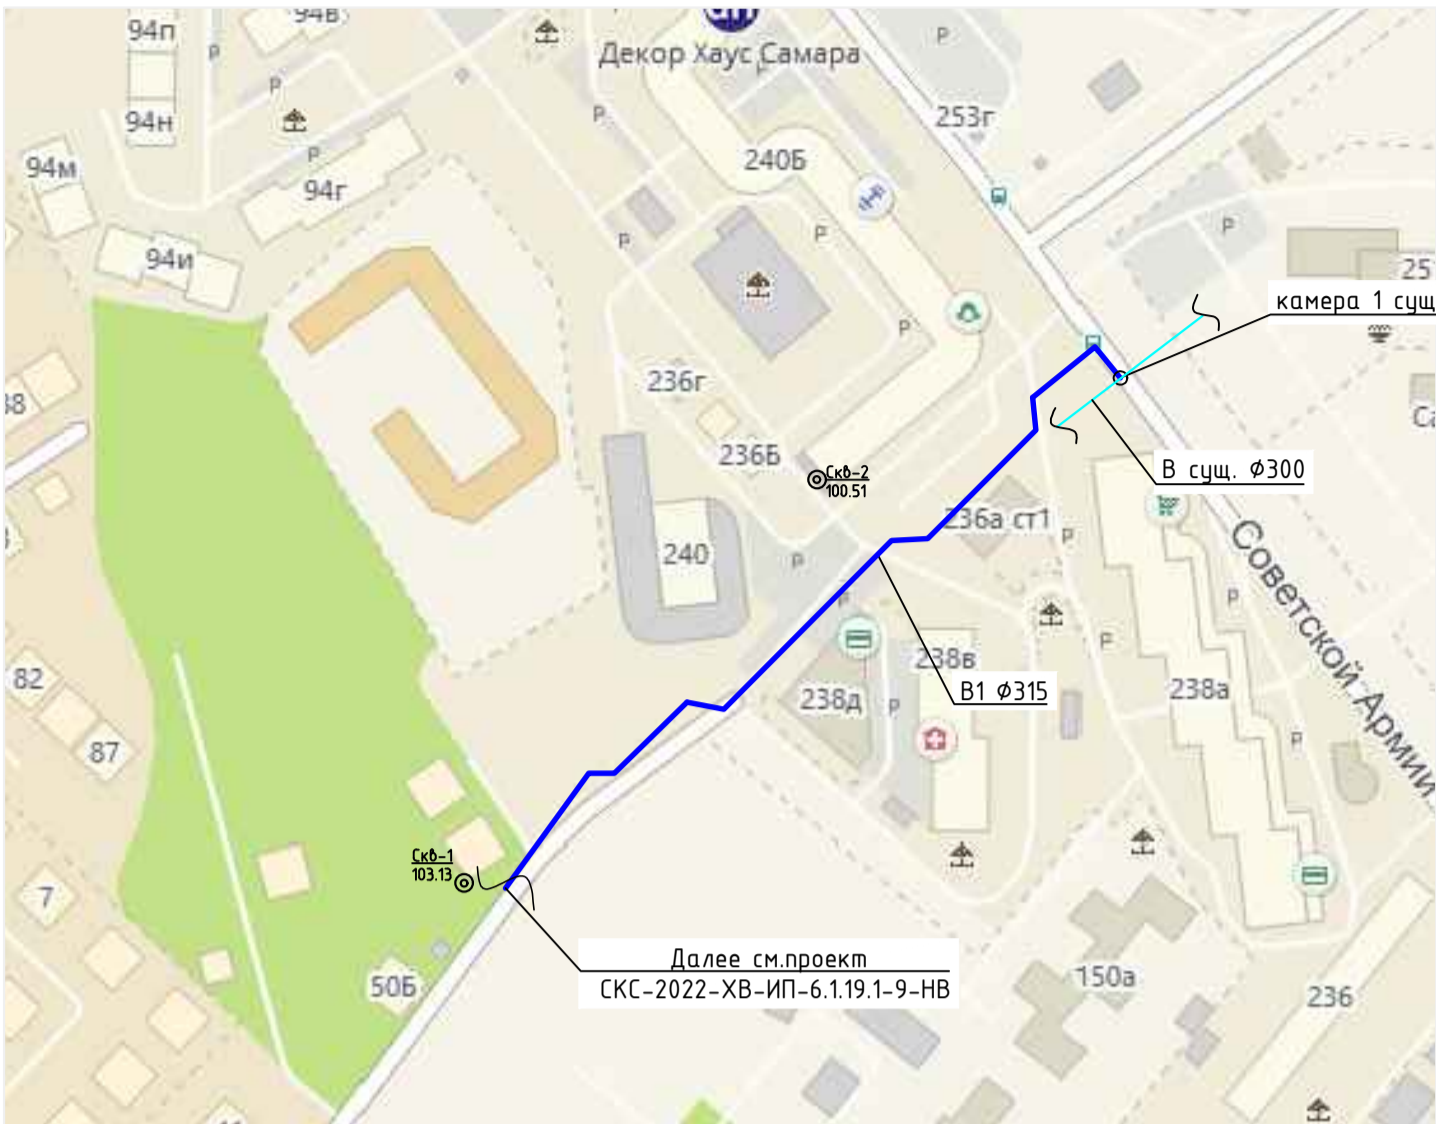 94п
94в
Декор Хаус Самара
P
P
P
P
253г
94н
P
240Б
94м
P
94г
P
P
P
94и
25
камера 1 сущ
P
236г
88
Са
236Б
Скв-2
100.51
В сущ. Ф300
236а ст1
P
240
P
Советской Армии
P
P
P
82
238в
238а
238д
P
В1 Ф315
87
P
Скв-1
103.13
7
Далее см.проект
СКС-2022-ХВ-ИП-6.1.19.1-9-НВ
50Б
150а
236